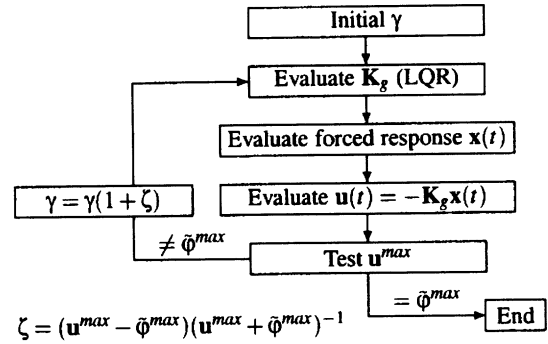 Initial γ
Evaluate K_g (LQR)
Evaluate forced response x(t)
γ = γ(1 + ζ)
Evaluate u(t) = −K_g x(t)
≠ φ̃^max
Test u^max
= φ̃^max
End
ζ = (u^max − φ̃^max)(u^max + φ̃^max)^−1